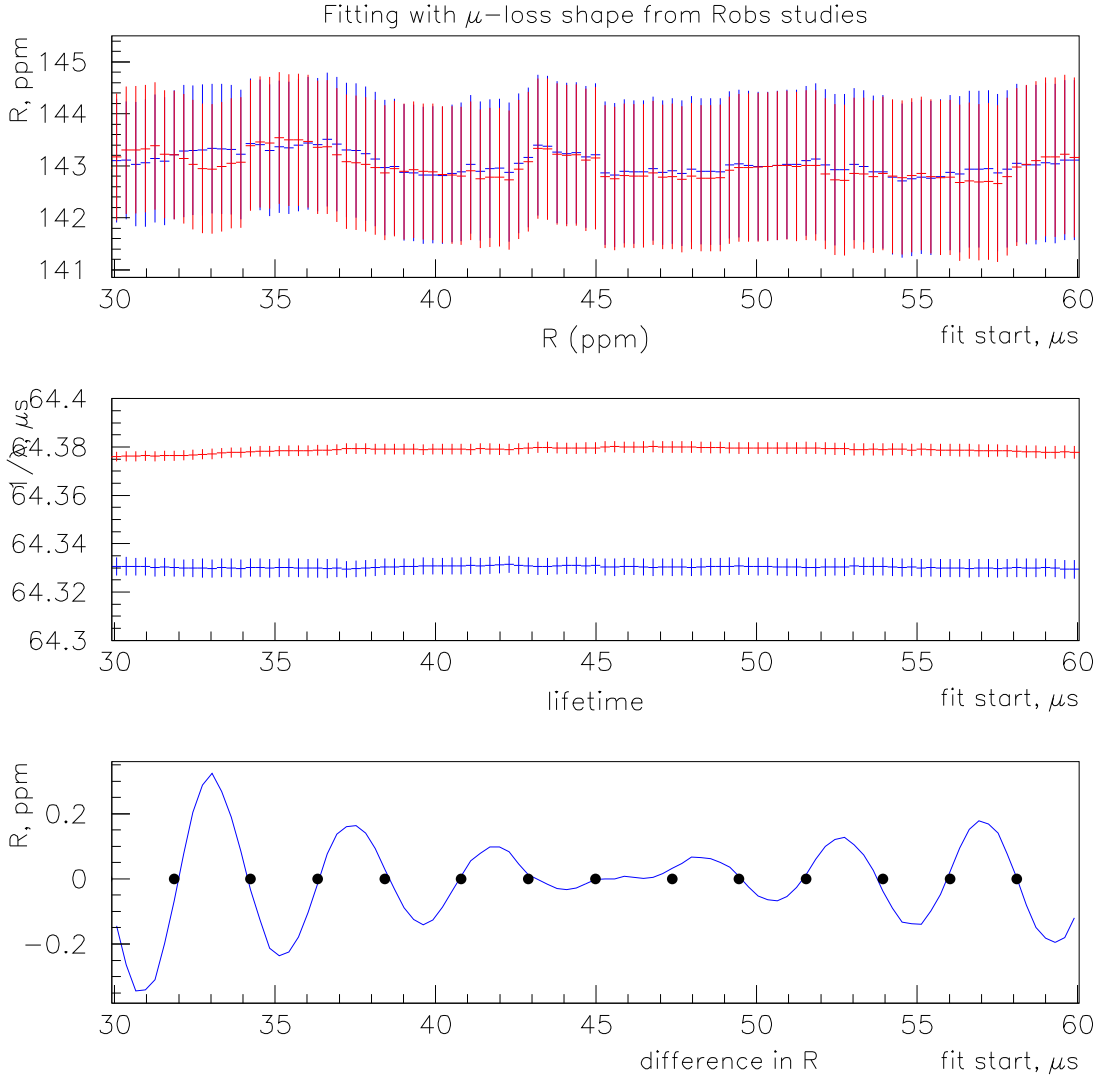 Fitting with μ-loss shape from Robs studies
R, ppm
145
144
143
142
141
30 35 40 45 50 55 60
R (ppm)
fit start, μs
64.4
64.38
64.36
64.34
64.32
64.3
30 35 40 45 50 55 60
lifetime
fit start, μs
R, ppm
0.2
0
-0.2
30 35 40 45 50 55 60
difference in R
fit start, μs